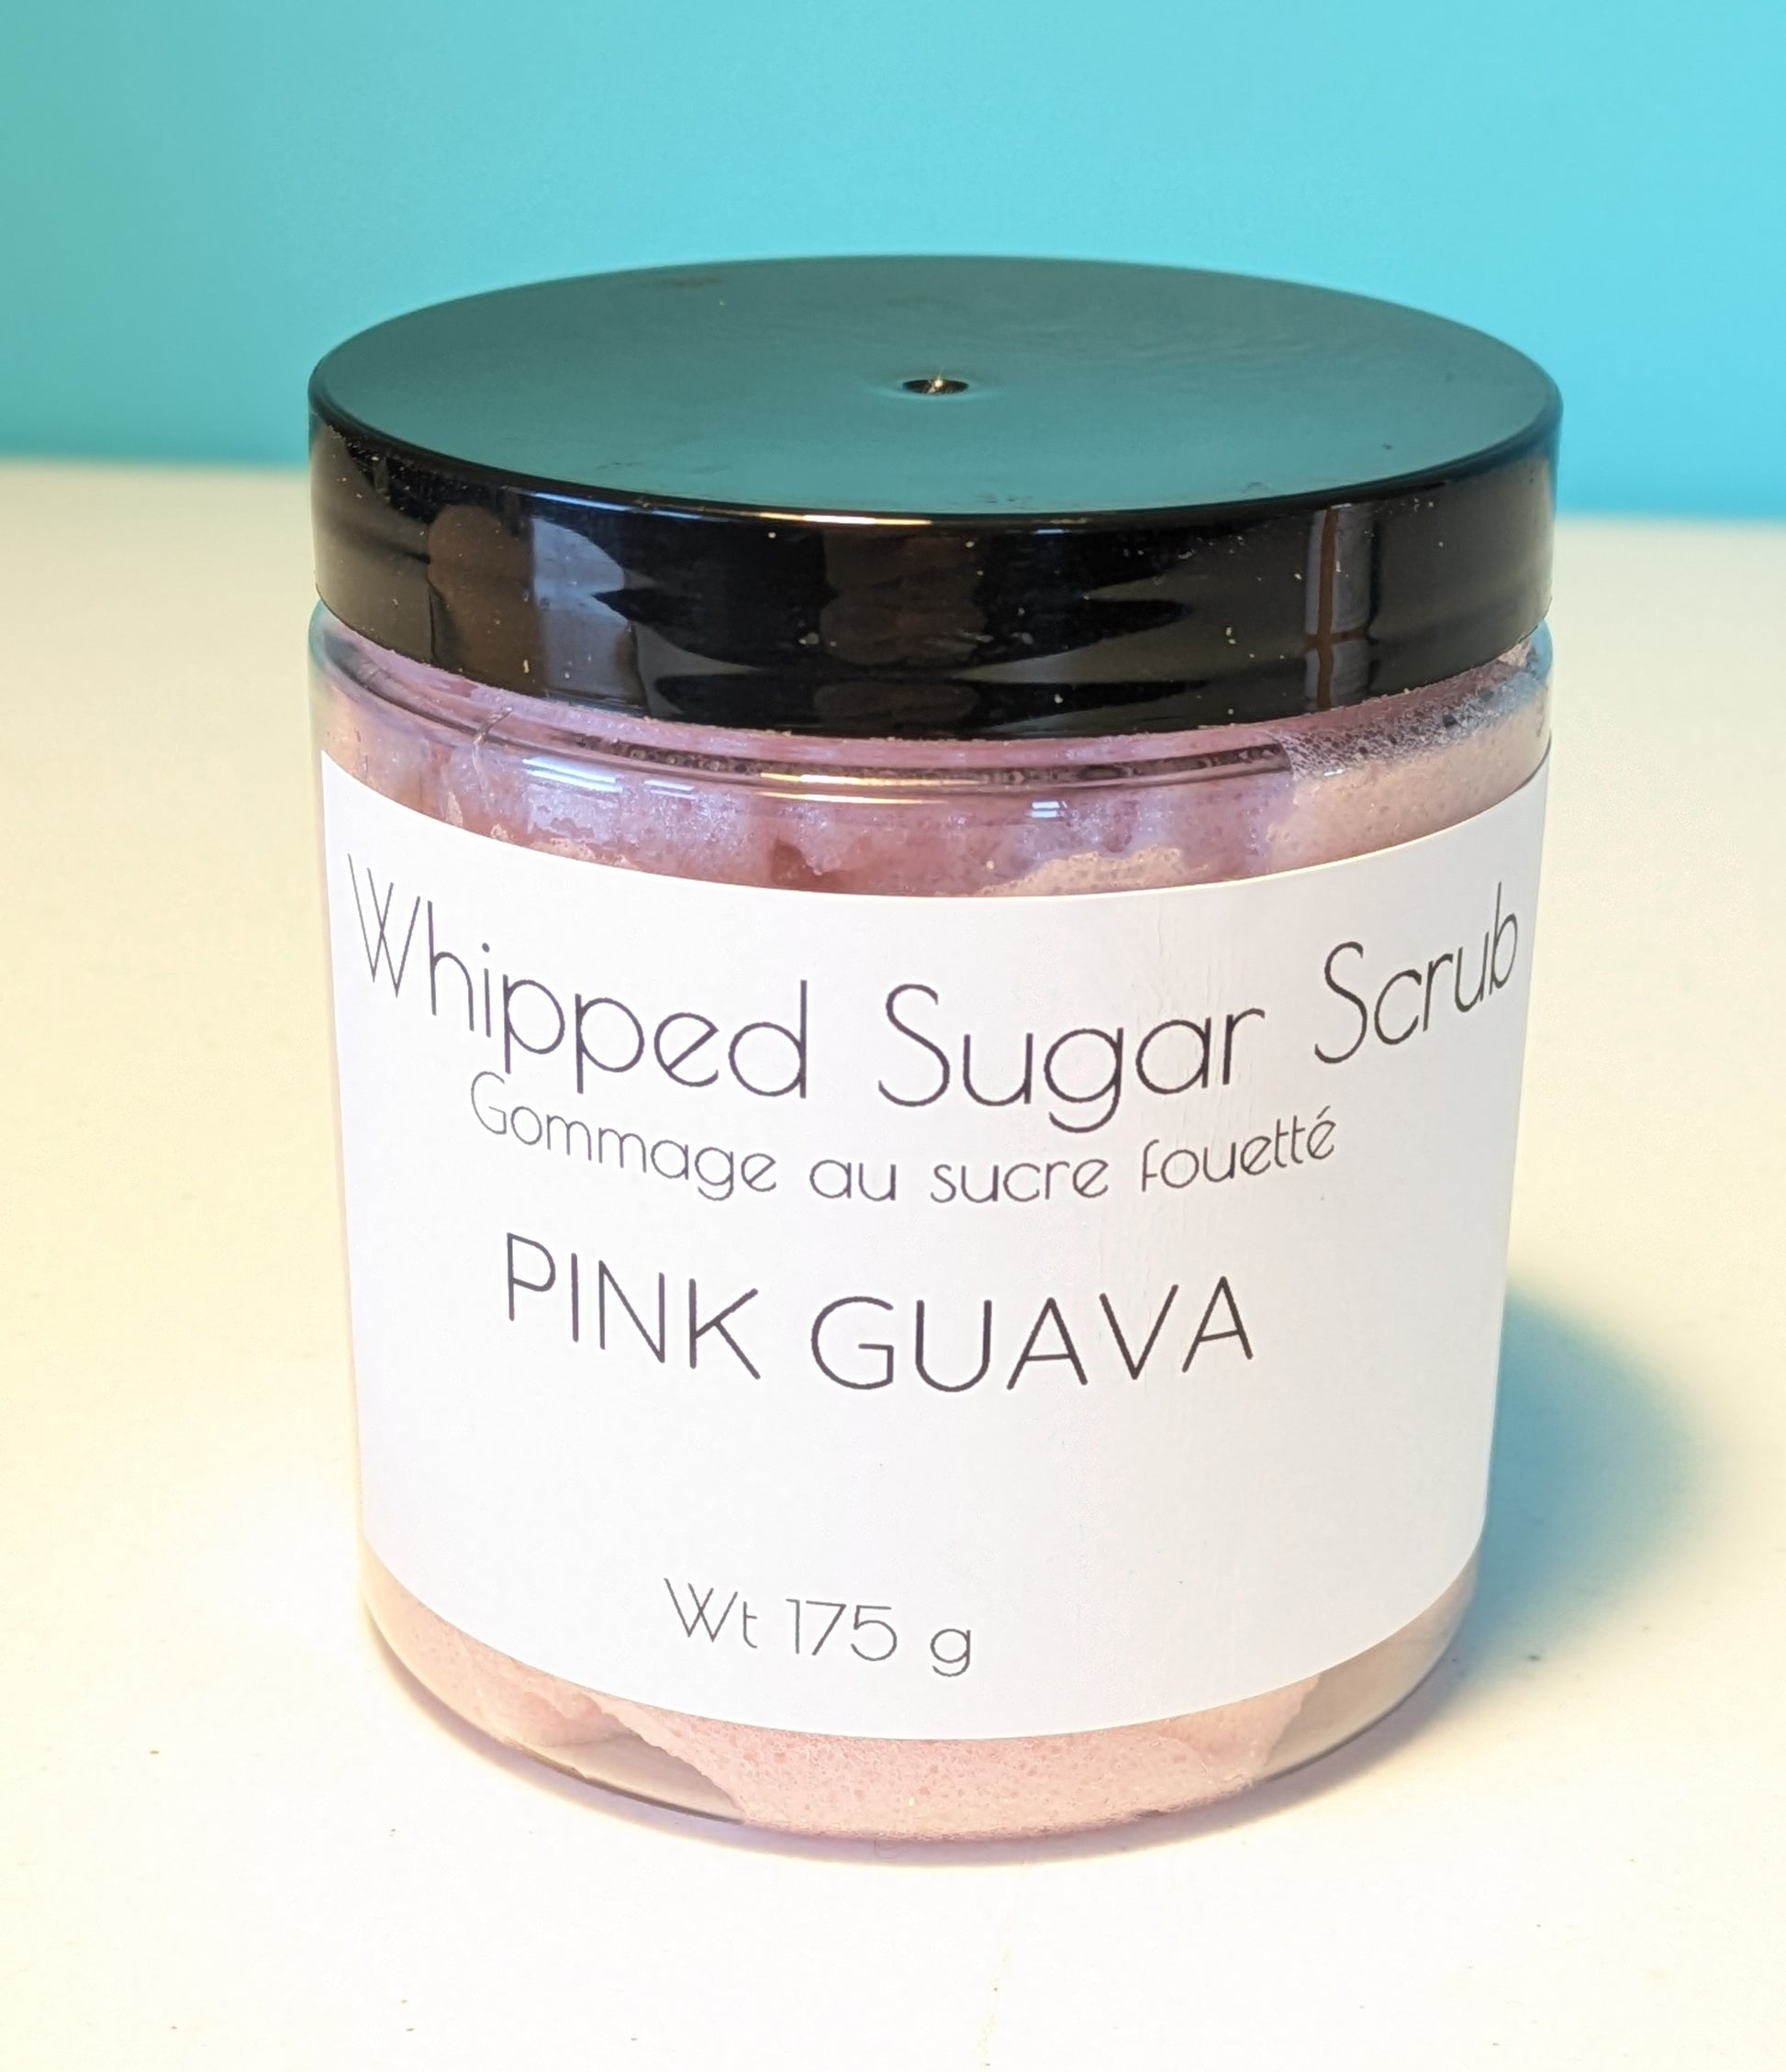 Whipped Sugar Scrub
Gommage au sucre fouetté
PINK GUAVA
Wt 175 g